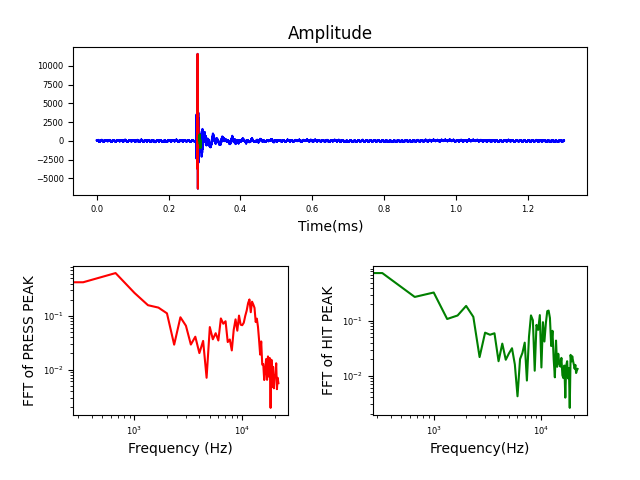 Amplitude
10000
7500
5000
2500
0
−2500
−5000
0.0 0.2 0.4 0.6 0.8 1.0 1.2
Time(ms)
FFT of PRESS PEAK
10⁻¹
10⁻²
10³ 10⁴
Frequency (Hz)
FFT of HIT PEAK
10⁻¹
10⁻²
10³ 10⁴
Frequency(Hz)